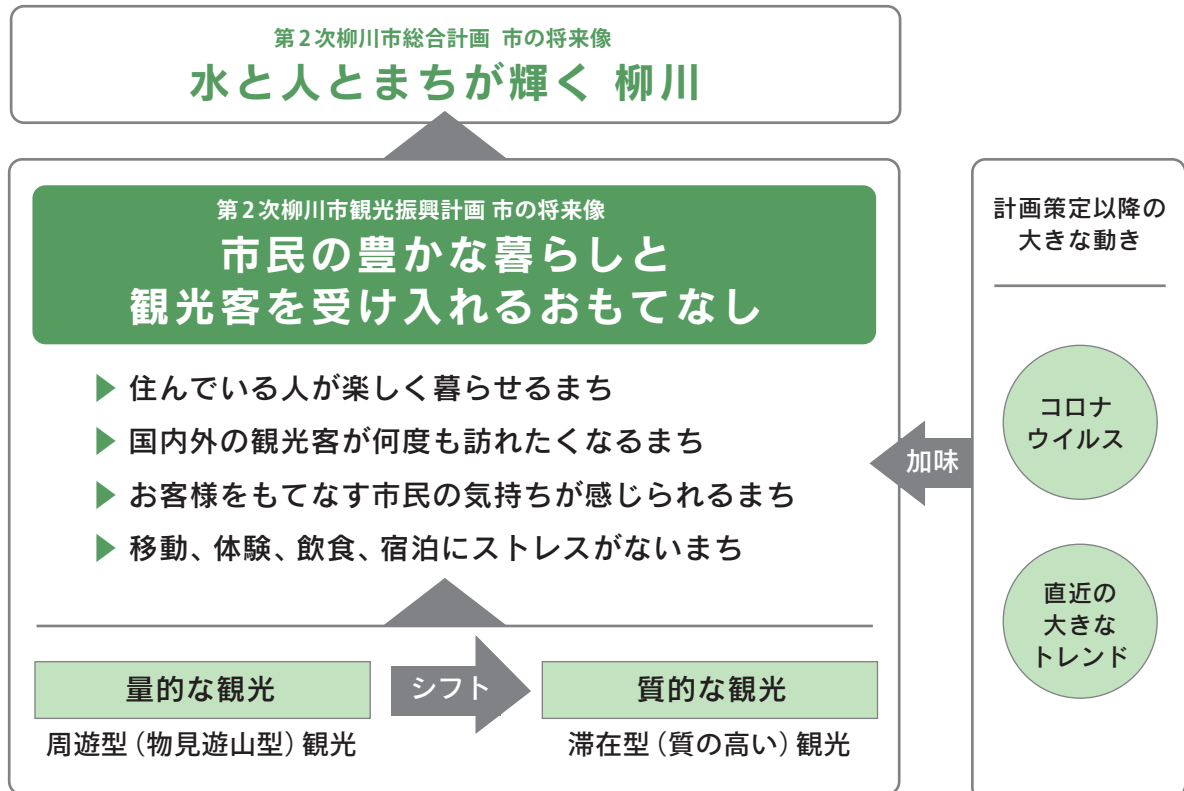 第2次柳川市総合計画 市の将来像
水と人とまちが輝く 柳川
第2次柳川市観光振興計画 市の将来像
市民の豊かな暮らしと
観光客を受け入れるおもてなし
住んでいる人が楽しく暮らせるまち
国内外の観光客が何度も訪れたくなるまち
お客様をもてなす市民の気持ちが感じられるまち
移動、体験、飲食、宿泊にストレスがないまち
量的な観光
シフト
質的な観光
周遊型（物見遊山型）観光
滞在型（質の高い）観光
加味
計画策定以降の
大きな動き
コロナ
ウイルス
直近の
大きな
トレンド